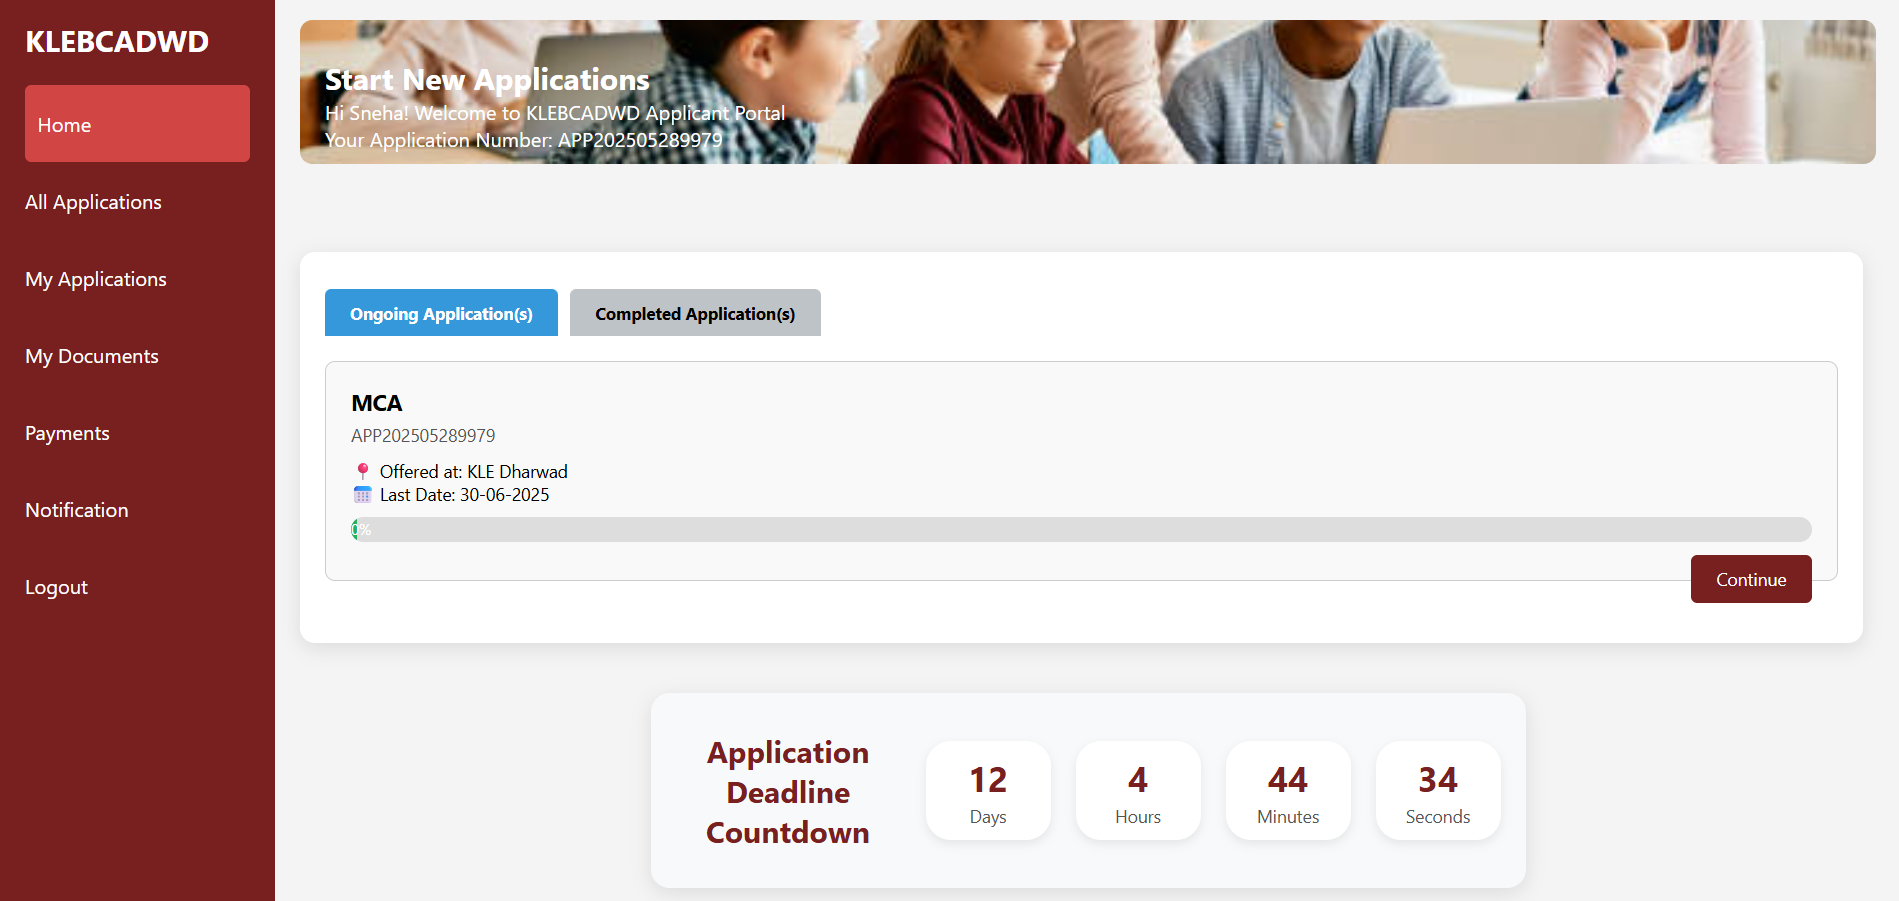 KLEBCADWD
Home
All Applications
My Applications
My Documents
Payments
Notification
Logout
Start New Applications
Hi Sneha! Welcome to KLEBCADWD Applicant Portal
Your Application Number: APP202505289979
Ongoing Application(s)
Completed Application(s)
MCA
APP202505289979
Offered at: KLE Dharwad
Last Date: 30-06-2025
0%
Continue
Application
Deadline
Countdown
12
Days
4
Hours
44
Minutes
34
Seconds